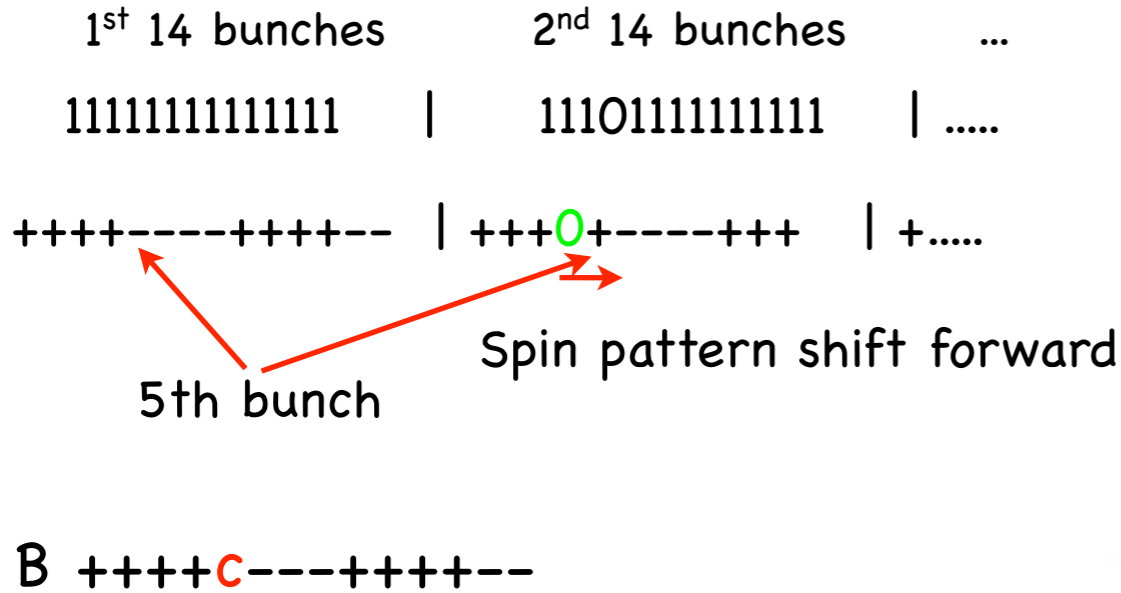 1st 14 bunches 2nd 14 bunches ...
11111111111111 | 11101111111111 | .....
++++----++++-- | +++0+----+++ | +.....
Spin pattern shift forward
5th bunch
B ++++c---++++--